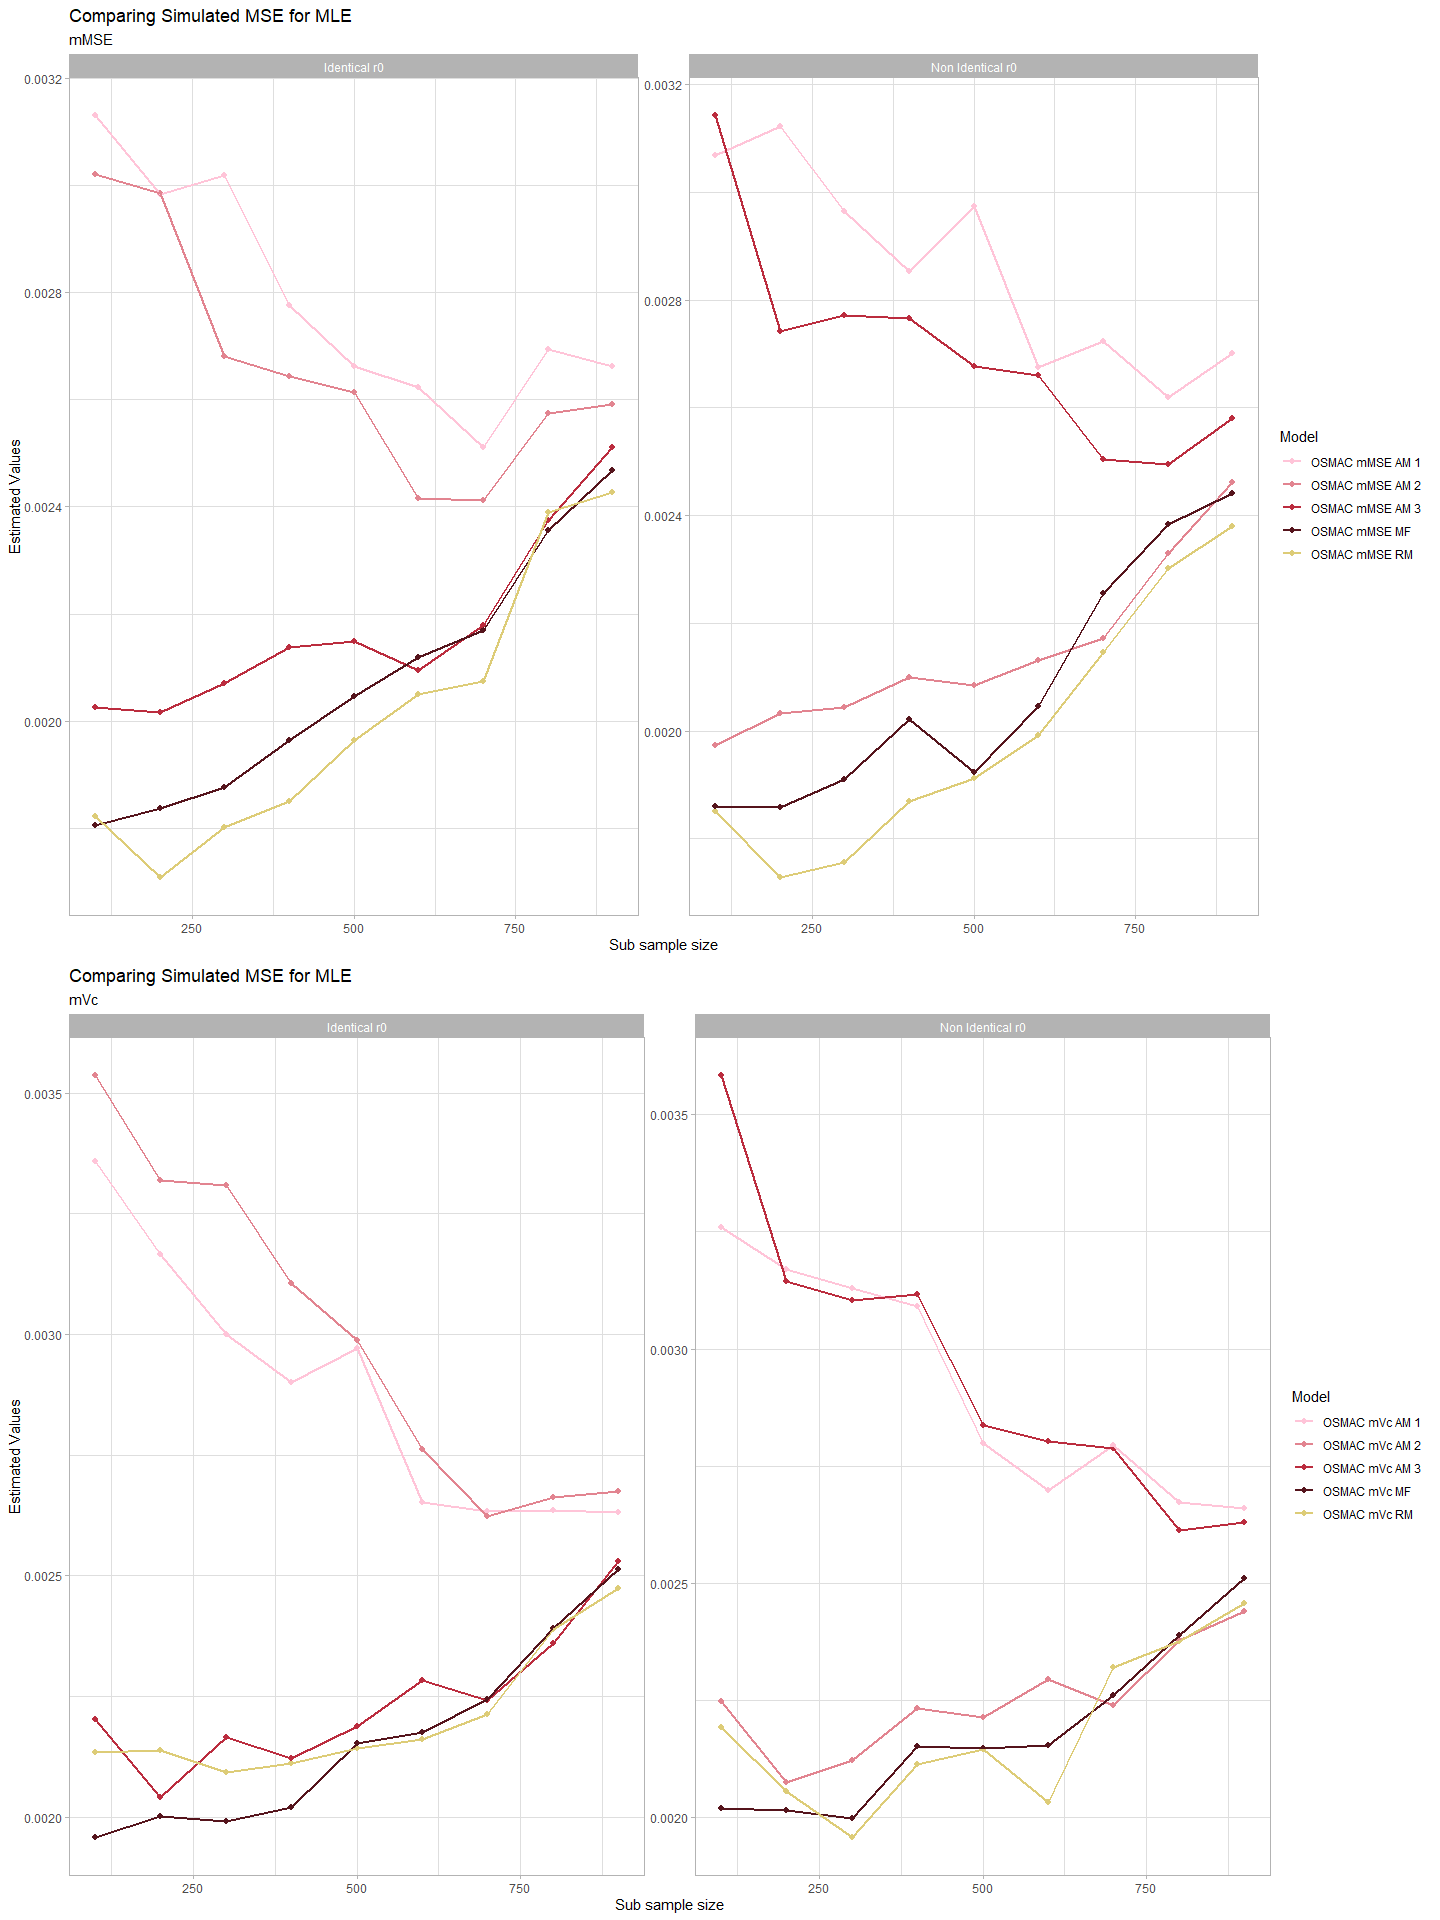 Comparing Simulated MSE for MLE
mMSE
Identical r0
Non Identical r0
Estimated Values
0.0032
0.0028
0.0024
0.0020
0.0032
0.0028
0.0024
0.0020
250
500
750
250
500
750
Sub sample size
Model
OSMAC mMSE AM 1
OSMAC mMSE AM 2
OSMAC mMSE AM 3
OSMAC mMSE MF
OSMAC mMSE RM
Comparing Simulated MSE for MLE
mVc
Identical r0
Non Identical r0
Estimated Values
0.0035
0.0030
0.0025
0.0020
0.0035
0.0030
0.0025
0.0020
250
500
750
250
500
750
Sub sample size
Model
OSMAC mVc AM 1
OSMAC mVc AM 2
OSMAC mVc AM 3
OSMAC mVc MF
OSMAC mVc RM